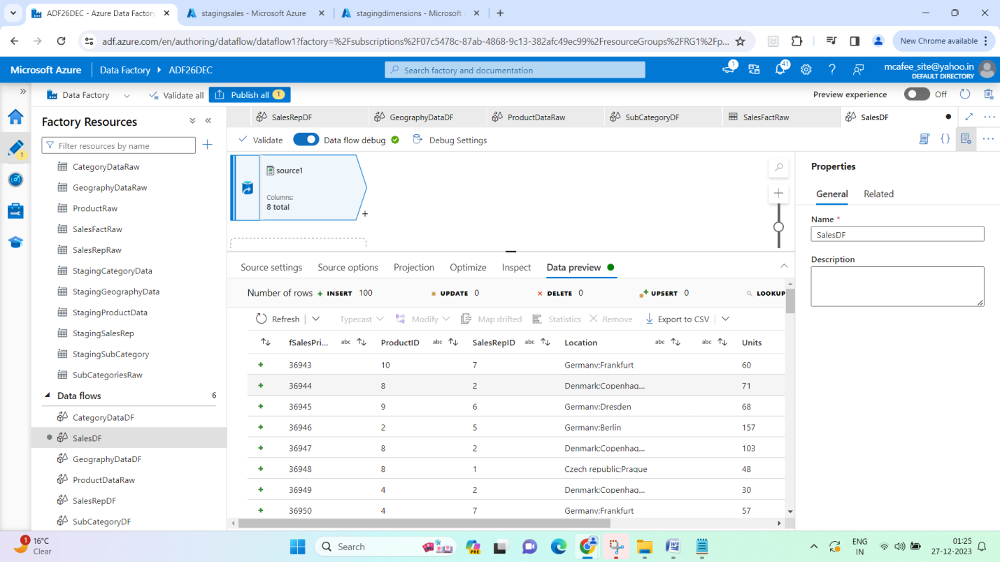 ADF26DEC - Azure Data Factory
stagingsales - Microsoft Azure
stagingdimensions - Microsoft
adf.azure.com/en/authoring/dataflow/dataflow1?factory=%2Fsubscriptions%2F07c5478c-87ab-4868-9c13-382afc49ec99%2FresourceGroups%2FRG1%2Fp...
New Chrome available
Microsoft Azure
Data Factory
ADF26DEC
Search factory and documentation
1
41
mcafee_site@yahoo.in
DEFAULT DIRECTORY
Data Factory
Validate all
Publish all 1
Preview experience
Off
Factory Resources
SalesRepDF
GeographyDataDF
ProductDataRaw
SubCategoryDF
SalesFactRaw
SalesDF
Filter resources by name
1
Validate
Data flow debug
Debug Settings
CategoryDataRaw
GeographyDataRaw
ProductRaw
SalesFactRaw
SalesRepRaw
StagingCategoryData
StagingGeographyData
StagingProductData
StagingSalesRep
StagingSubCategory
SubCategoriesRaw
Data flows 6
CategoryDataDF
SalesDF
GeographyDataDF
ProductDataRaw
SalesRepDF
SubCategoryDF
source1
Columns:
8 total
Source settings Source options Projection Optimize Inspect Data preview
Number of rows + INSERT 100 UPDATE 0 DELETE 0 UPSERT 0 LOOKUP
Refresh Typecast Modify Map drifted Statistics Remove Export to CSV
fSalesPri... abc ProductID abc SalesRepID abc Location abc abc Units
36943 10 7 Germany;Frankfurt 60
36944 8 2 Denmark;Copenhag... 71
36945 9 6 Germany;Dresden 68
36946 2 5 Germany;Berlin 157
36947 8 2 Denmark;Copenhag... 103
36948 8 1 Czech republic;Prague 48
36949 4 2 Denmark;Copenhag... 30
36950 4 7 Germany;Frankfurt 57
Properties
General Related
Name *
SalesDF
Description
1
16°C
Clear
Search
PRE
ENG
IN
01:25
27-12-2023